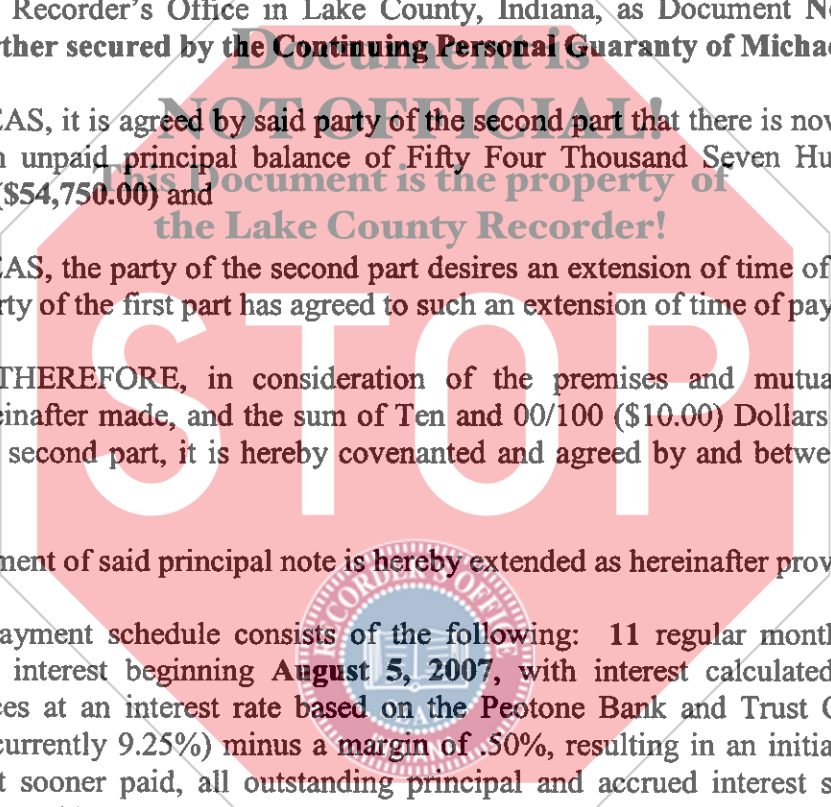 Recorder's Office in Lake County, Indiana, as Document N
ther secured by the Continuing Personal Guaranty of Micha
Document is
NOT OFFICIAL!
EAS, it is agreed by said party of the second part that there is nov
n unpaid principal balance of Fifty Four Thousand Seven Hu
This Document is the property of
($54,750.00) and
the Lake County Recorder!
EAS, the party of the second part desires an extension of time of
rty of the first part has agreed to such an extension of time of pay
STOP
THEREFORE, in consideration of the premises and mutua
einafter made, and the sum of Ten and 00/100 ($10.00) Dollars
second part, it is hereby covenanted and agreed by and betwe
ment of said principal note is hereby extended as hereinafter prov
RECORDER'S OFFICE
ayment schedule consists of the following: 11 regular month
interest beginning August 5, 2007, with interest calculated
ces at an interest rate based on the Peotone Bank and Trust C
currently 9.25%) minus a margin of .50%, resulting in an initia
SEAL
t sooner paid, all outstanding principal and accrued interest s